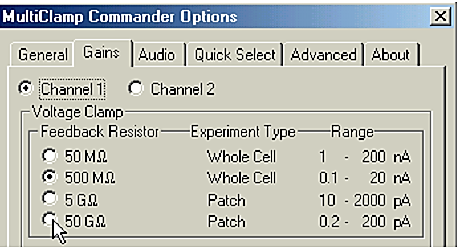 MultiClamp Commander Options
General Gains Audio Quick Select Advanced About
Channel 1 Channel 2
Voltage Clamp
Feedback Resistor Experiment Type Range
50 MΩ Whole Cell 1 - 200 nA
500 MΩ Whole Cell 0.1 - 20 nA
5 GΩ Patch 10 - 2000 pA
50 GΩ Patch 0.2 - 200 pA